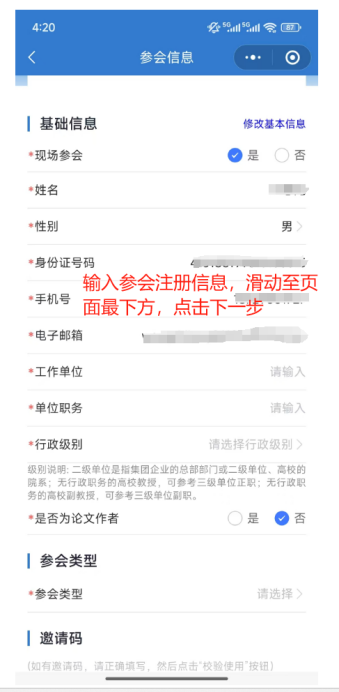 4:20
5G 5G 87
参会信息
基础信息
修改基本信息
*现场参会
是
否
*姓名
*性别
男
*身份证号码
输入参会注册信息，滑动至页
*手机号
面最下方，点击下一步
*电子邮箱
*工作单位
请输入
*单位职务
请输入
*行政级别
请选择行政级别
级别说明: 二级单位是指集团企业的总部部门或二级单位、高校的
院系；无行政职务的高校教授，可参考三级单位正职；无行政职
务的高校副教授，可参考三级单位副职。
*是否为论文作者
是
否
参会类型
*参会类型
请选择
邀请码
(如有邀请码，请正确填写，然后点击“校验使用”按钮)